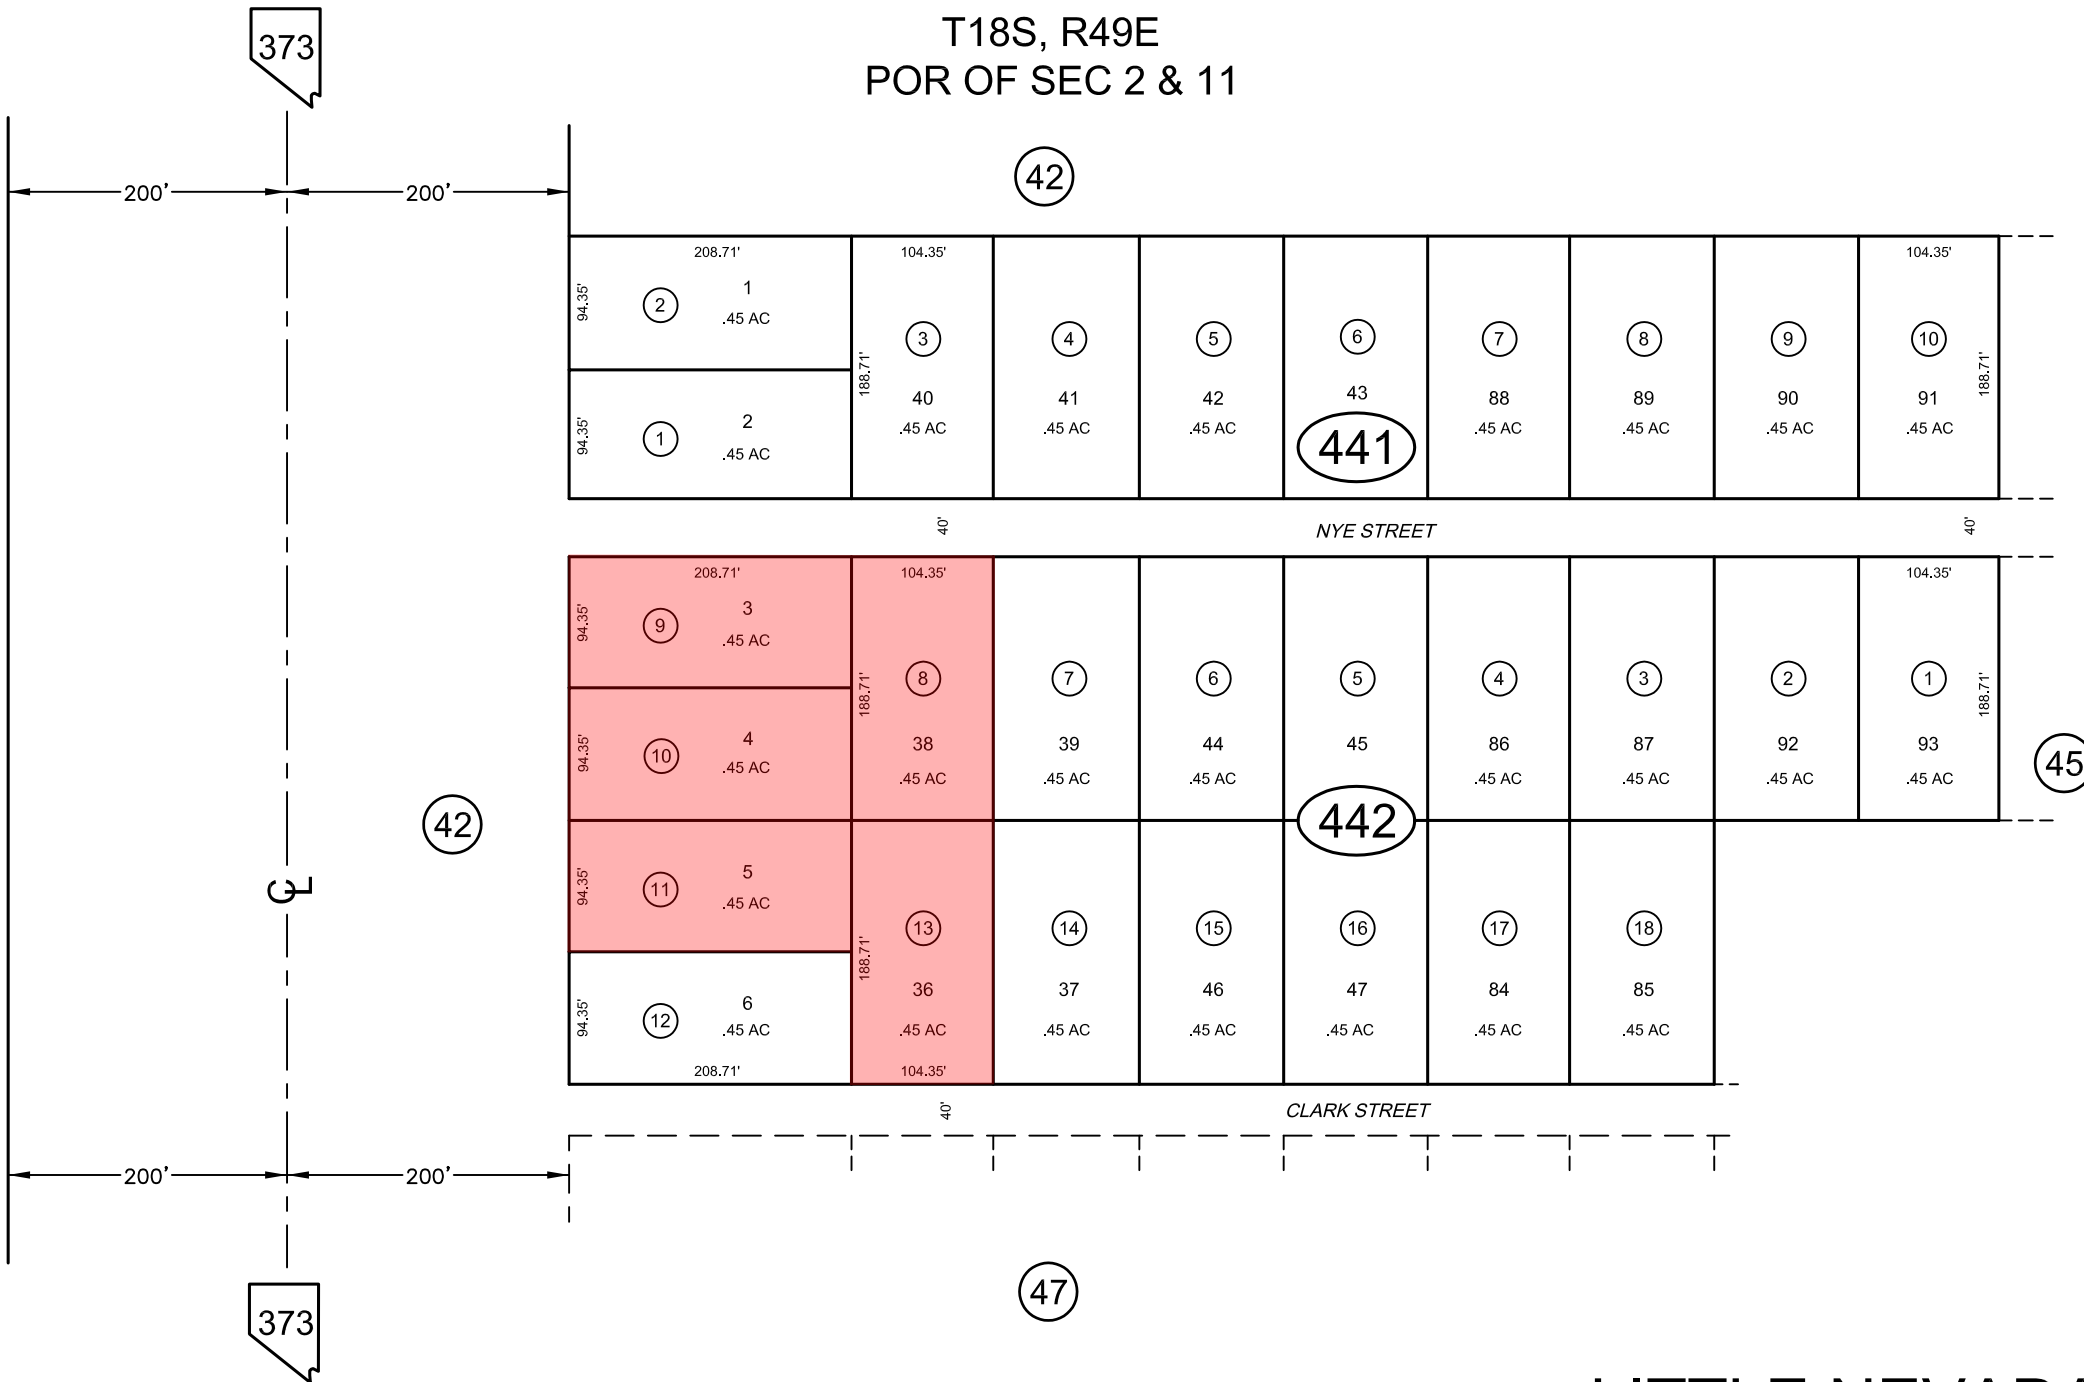 373
T18S, R49E
POR OF SEC 2 & 11
200' 200'
42
208.71' 104.35' 104.35'
94.35' 2 1 .45 AC
94.35' 1 2 .45 AC
188.71' 3 4 5 6 7 8 9 10 188.71'
40 41 42 43 88 89 90 91
.45 AC .45 AC .45 AC .45 AC .45 AC .45 AC .45 AC
441
40' NYE STREET 40'
208.71' 104.35' 104.35'
94.35' 9 3 .45 AC
94.35' 10 4 .45 AC
188.71' 8 7 6 5 4 3 2 1 188.71'
38 39 44 45 86 87 92 93
.45 AC .45 AC .45 AC .45 AC .45 AC .45 AC .45 AC
45
42
442
CL
94.35' 11 5 .45 AC
94.35' 12 6 .45 AC
188.71' 13 14 15 16 17 18
36 37 46 47 84 85
.45 AC .45 AC .45 AC .45 AC .45 AC .45 AC
208.71' 104.35'
40' CLARK STREET
200' 200'
47
373
LITTLE NEVADA